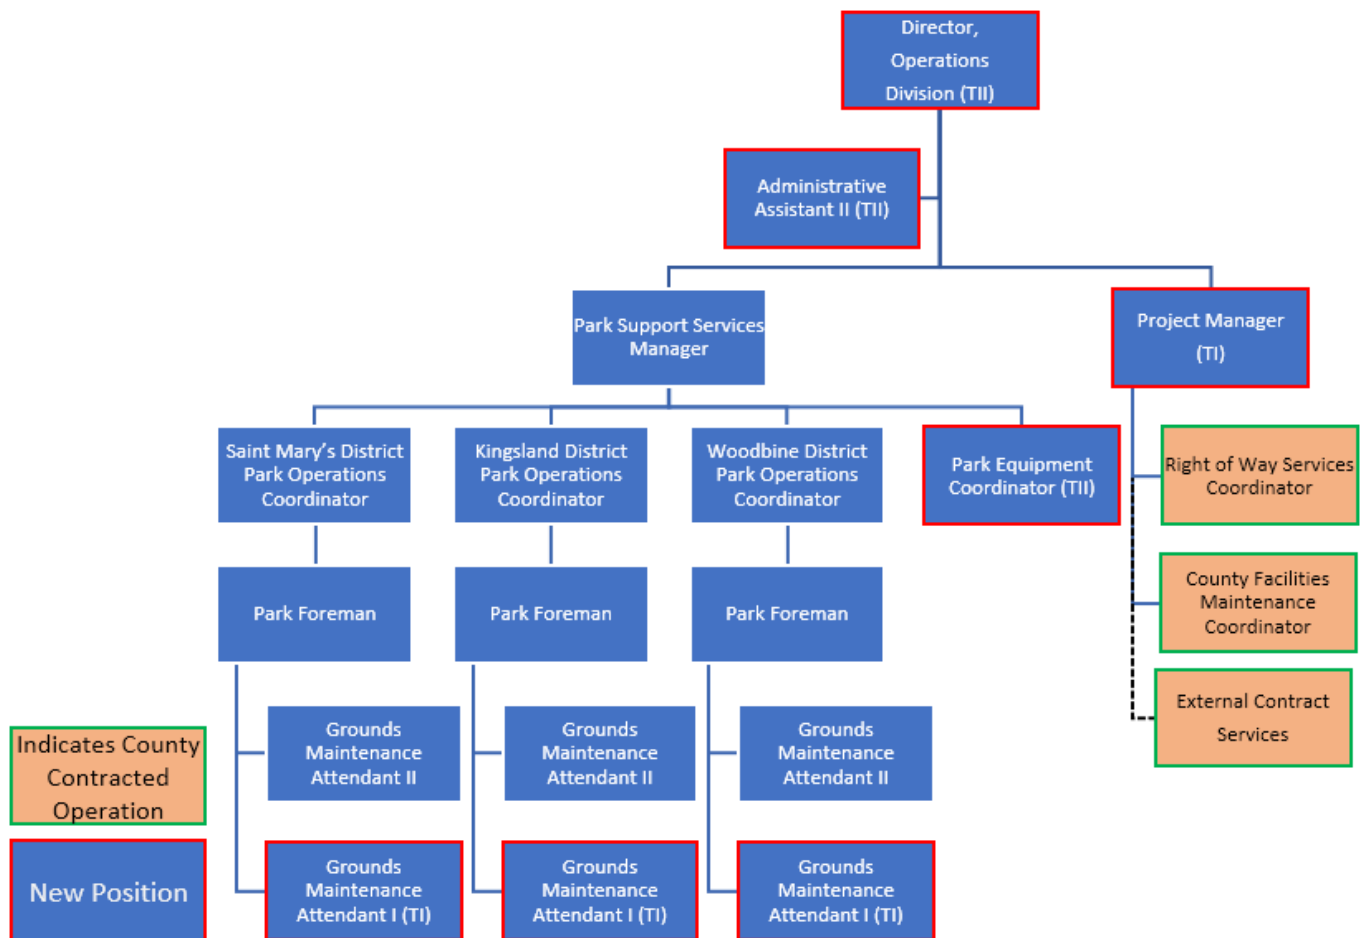 Director,
Operations
Division (TII)
Administrative
Assistant II (TII)
Park Support Services
Manager
Project Manager
(TI)
Saint Mary's District
Park Operations
Coordinator
Kingsland District
Park Operations
Coordinator
Woodbine District
Park Operations
Coordinator
Park Equipment
Coordinator (TII)
Right of Way Services
Coordinator
Park Foreman
Park Foreman
Park Foreman
County Facilities
Maintenance
Coordinator
External Contract
Services
Grounds
Maintenance
Attendant II
Grounds
Maintenance
Attendant II
Grounds
Maintenance
Attendant II
Indicates County
Contracted
Operation
New Position
Grounds
Maintenance
Attendant I (TI)
Grounds
Maintenance
Attendant I (TI)
Grounds
Maintenance
Attendant I (TI)